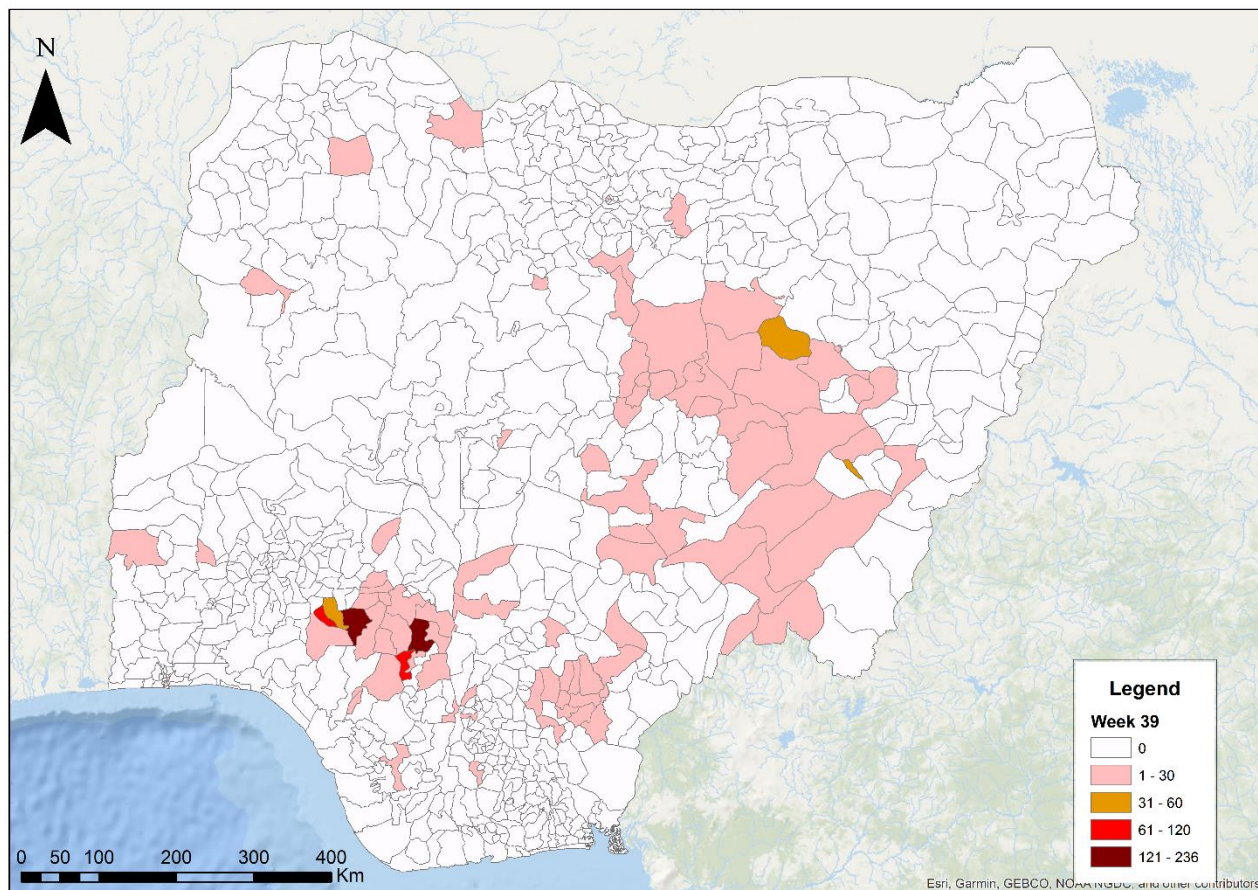 N
Legend
Week 39
0
1 - 30
31 - 60
61 - 120
121 - 236
0 50 100 200 300 400
Km
Esri, Garmin, GEBCO, NOAA NGDC, and other contributors